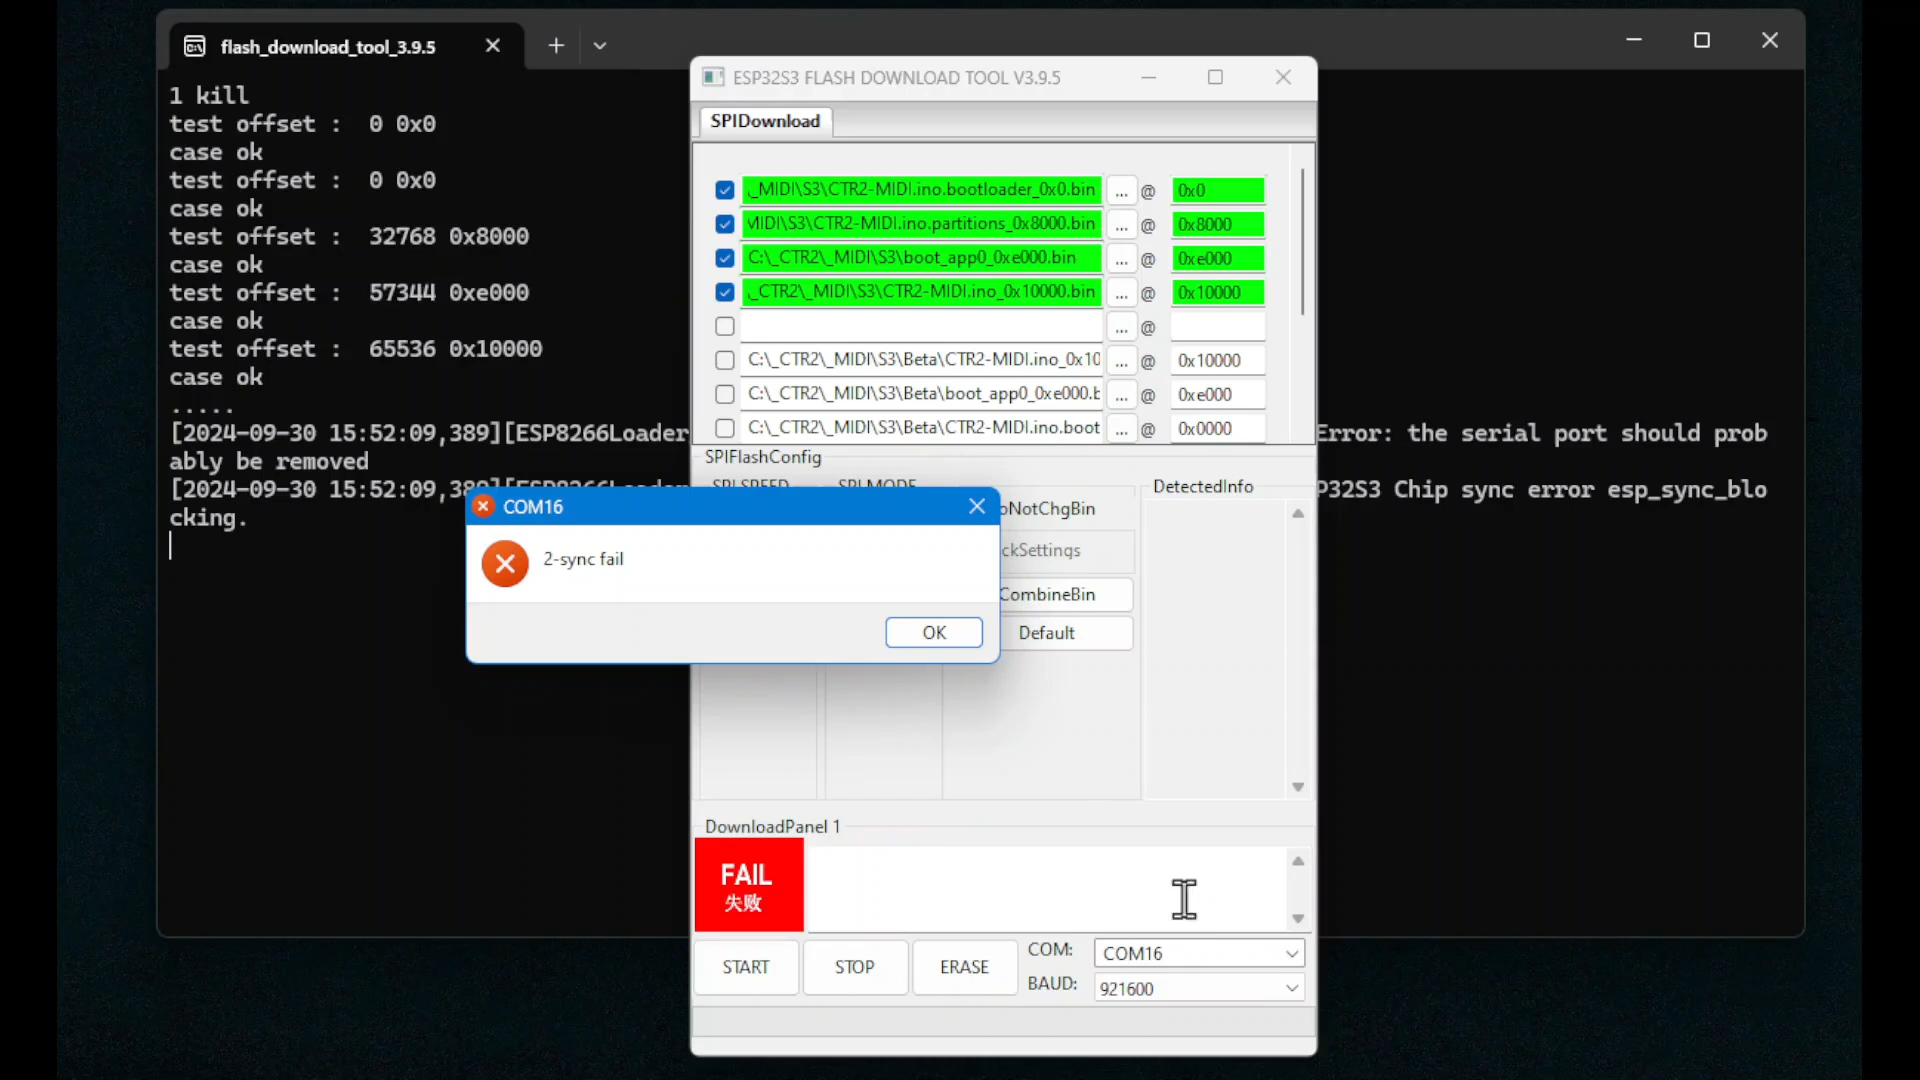 flash_download_tool_3.9.5
1 kill
test offset :  0 0x0
case ok
test offset :  0 0x0
case ok
test offset :  32768 0x8000
case ok
test offset :  57344 0xe000
case ok
test offset :  65536 0x10000
case ok
.....
[2024-09-30 15:52:09,389][ESP8266Loader Error: the serial port should prob
ably be removed
[2024-09-30 15:52:09,38 P32S3 Chip sync error esp_sync_blo
cking.
ESP32S3 FLASH DOWNLOAD TOOL V3.9.5
SPIDownload
_MIDI\S3\CTR2-MIDI.ino.bootloader_0x0.bin ... @ 0x0
MIDI\S3\CTR2-MIDI.ino.partitions_0x8000.bin ... @ 0x8000
C:\_CTR2\_MIDI\S3\boot_app0_0xe000.bin ... @ 0xe000
_CTR2\_MIDI\S3\CTR2-MIDI.ino_0x10000.bin ... @ 0x10000
... @
C:\_CTR2\_MIDI\S3\Beta\CTR2-MIDI.ino_0x10 ... @ 0x10000
C:\_CTR2\_MIDI\S3\Beta\boot_app0_0xe000.b ... @ 0xe000
C:\_CTR2\_MIDI\S3\Beta\CTR2-MIDI.ino.boot ... @ 0x0000
SPIFlashConfig
SPI SPEED SPI MODE DetectedInfo
oNotChgBin
ckSettings
CombineBin
Default
COM16
2-sync fail
OK
DownloadPanel 1
FAIL
失败
START STOP ERASE
COM: COM16
BAUD: 921600